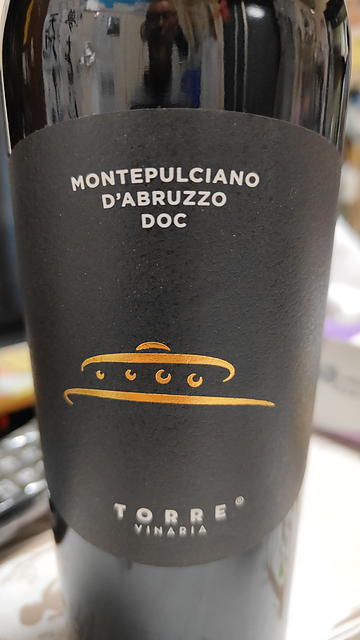 MONTEPULCIANO
D'ABRUZZO
DOC
TORRE®
VINARIA